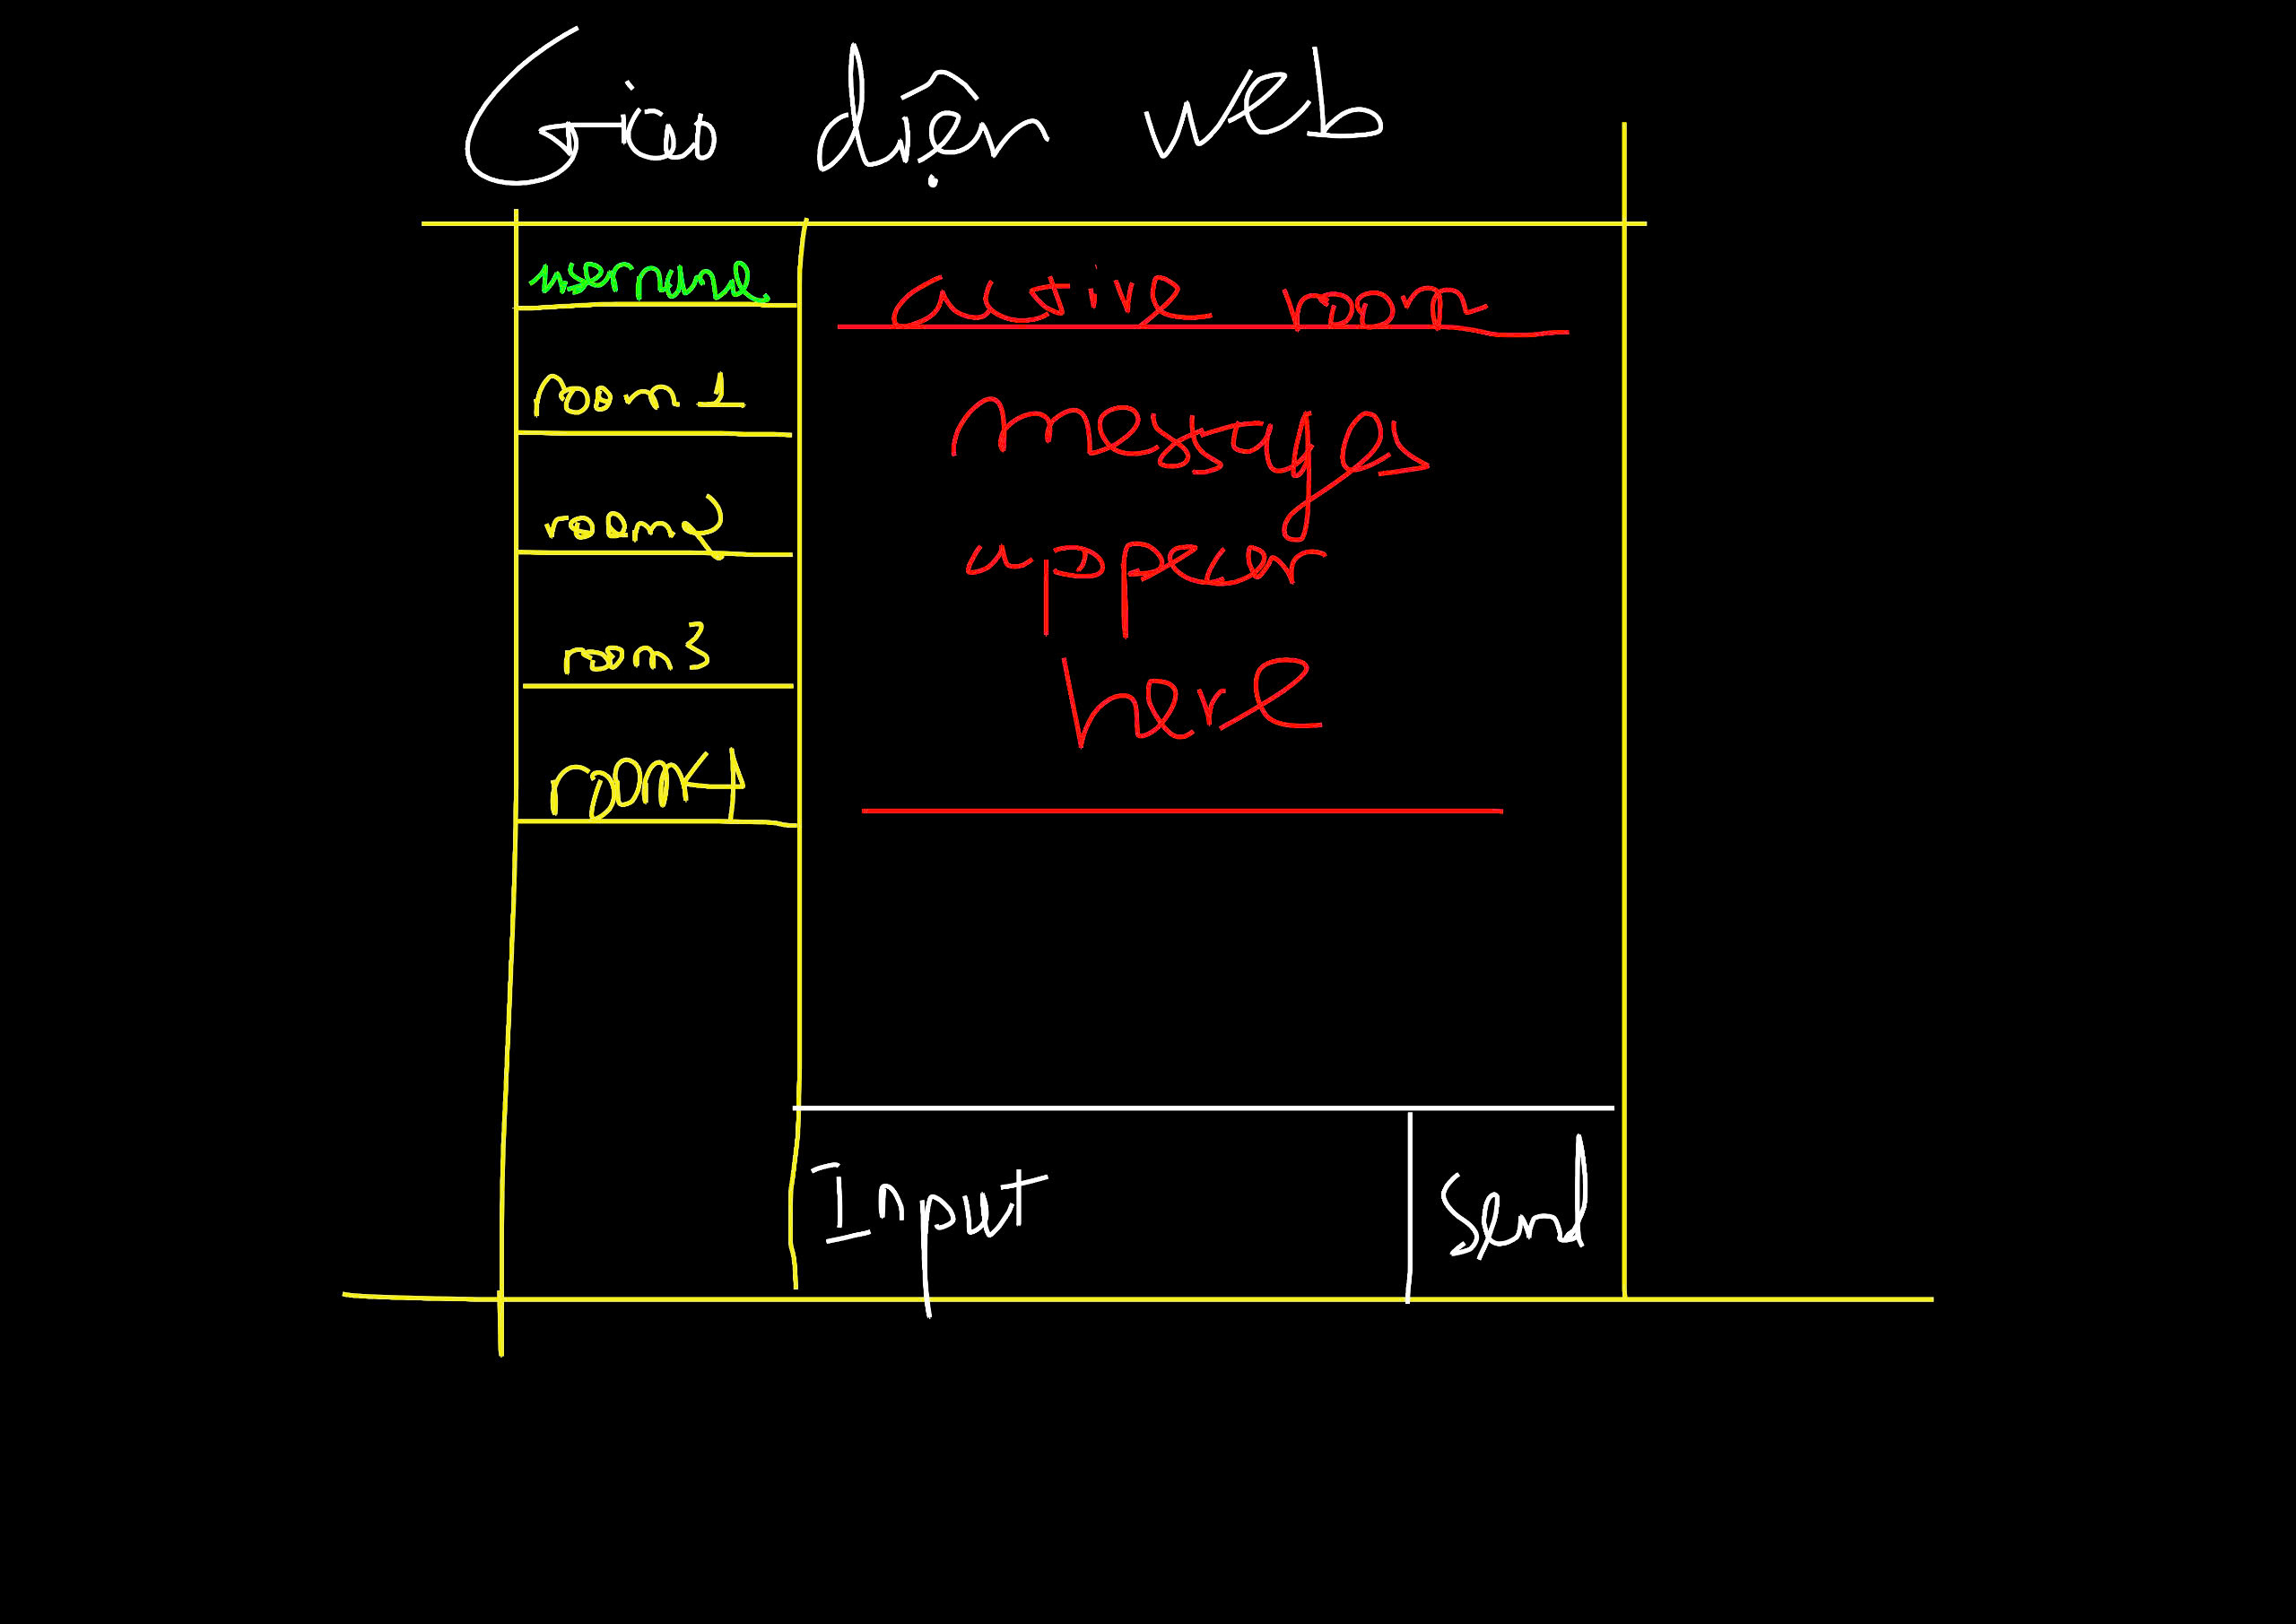 Giao diện web
username
room 1
room 2
room 3
room 4
active room
messages
appear
here
Input
Send